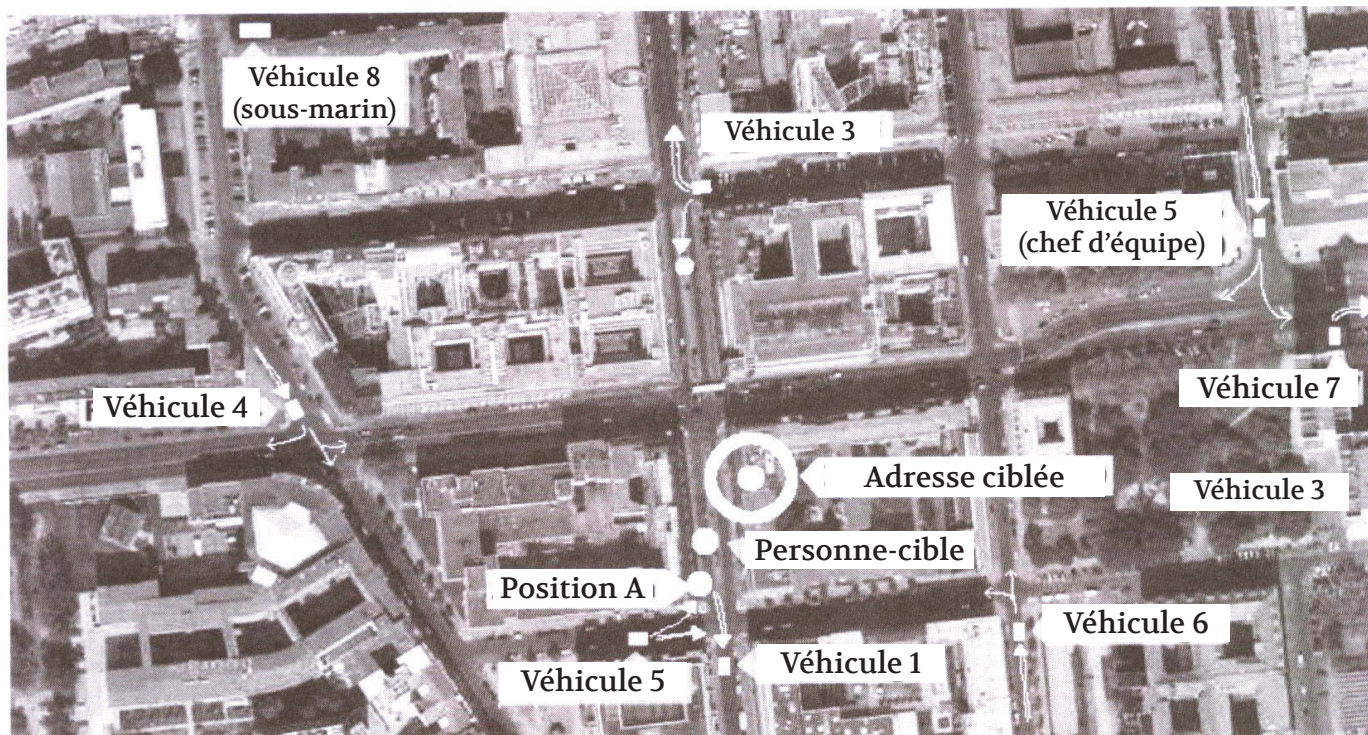 Véhicule 8
(sous-marin)
Véhicule 3
Véhicule 5
(chef d'équipe)
Véhicule 7
Véhicule 4
Adresse ciblée
Véhicule 3
Personne-cible
Position A
Véhicule 6
Véhicule 1
Véhicule 5